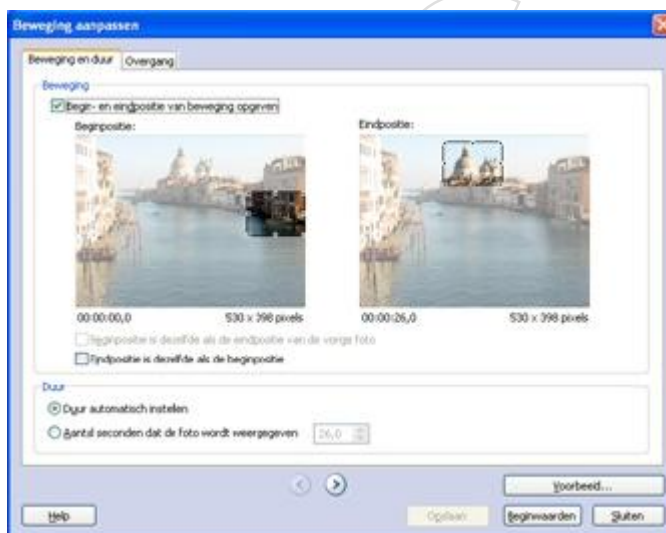 Beweging aanpassen
Beweging en duur Overgang
Beweging
Begin- en eindpositie van beweging opgeven
Beginpositie: Eindpositie:
00:00:00,0 530 x 398 pixels 00:00:26,0 530 x 398 pixels
Beginpositie is dezelfde als de eindpositie van de vorige foto
Eindpositie is dezelfde als de beginpositie
Duur
Duur automatisch instellen
Aantal seconden dat de foto wordt weergegeven 26,0
Voorbeeld...
Help Opslaan Beginwaarden Sluiten